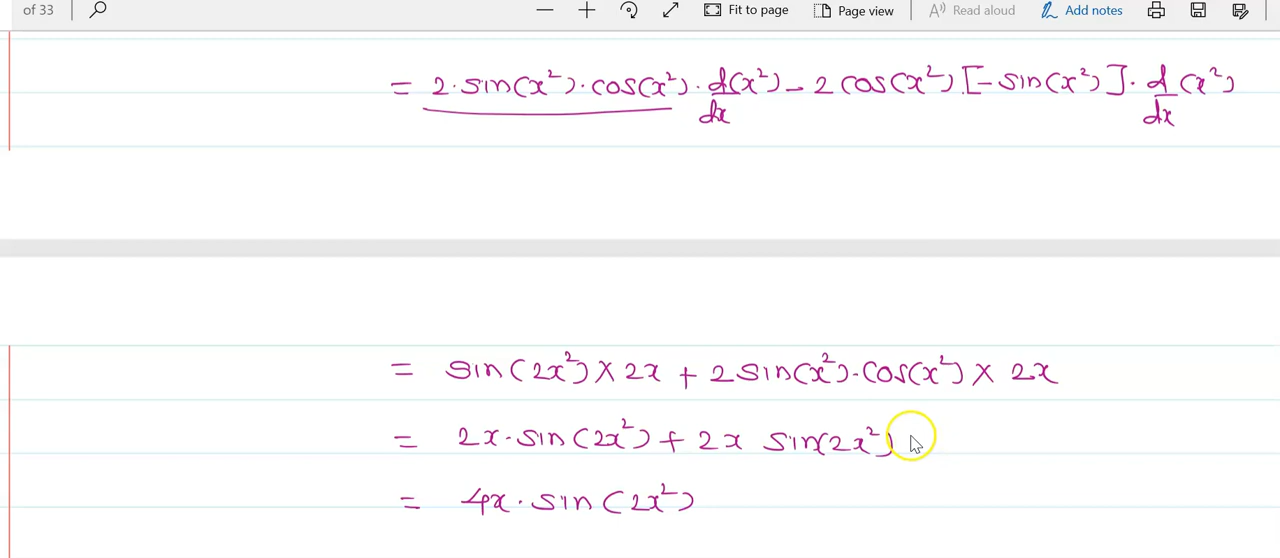 of 33 Fit to page Page view Read aloud Add notes
= 2·sin(x²)·cos(x²)·d/dx(x²) - 2cos(x²)·[-sin(x²)]·d/dx(x²)
= sin(2x²) × 2x + 2sin(x²)·cos(x²) × 2x
= 2x·sin(2x²) + 2x sin(2x²)
= 4x·sin(2x²)